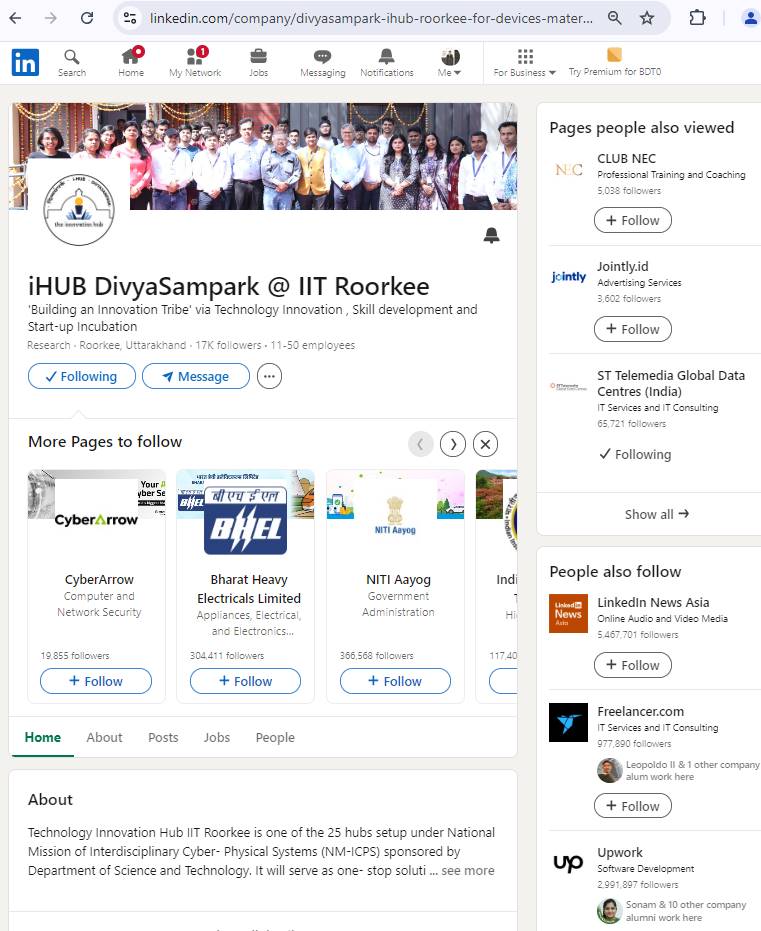 linkedin.com/company/divyasampark-ihub-roorkee-for-devices-mater...
in
Search
Home
1
My Network
Jobs
Messaging
Notifications
Me
For Business
Try Premium for BDT0
the innovation hub
iHUB DivyaSampark @ IIT Roorkee
'Building an Innovation Tribe' via Technology Innovation , Skill development and
Start-up Incubation
Research · Roorkee, Uttarakhand · 17K followers · 11-50 employees
Following
Message
More Pages to follow
CyberArrow
CyberArrow
Computer and
Network Security
19,855 followers
+ Follow
बी एच ई एल
BHEL
Bharat Heavy
Electricals Limited
Appliances, Electrical,
and Electronics...
304,411 followers
+ Follow
NITI Aayog
NITI Aayog
Government
Administration
366,568 followers
+ Follow
Indi
T
Hi
117,40
Home
About
Posts
Jobs
People
About
Technology Innovation Hub IIT Roorkee is one of the 25 hubs setup under National
Mission of Interdisciplinary Cyber- Physical Systems (NM-ICPS) sponsored by
Department of Science and Technology. It will serve as one- stop soluti ... see more
Pages people also viewed
NEC
CLUB NEC
Professional Training and Coaching
5,038 followers
+ Follow
jointly
Jointly.id
Advertising Services
3,602 followers
+ Follow
ST Telemedia Global Data
Centres (India)
IT Services and IT Consulting
65,721 followers
Following
Show all →
People also follow
LinkedIn
News
Asia
LinkedIn News Asia
Online Audio and Video Media
5,467,701 followers
+ Follow
Freelancer.com
IT Services and IT Consulting
977,890 followers
Leopoldo II & 1 other company
alum work here
+ Follow
up
Upwork
Software Development
2,991,897 followers
Sonam & 10 other company
alumni work here